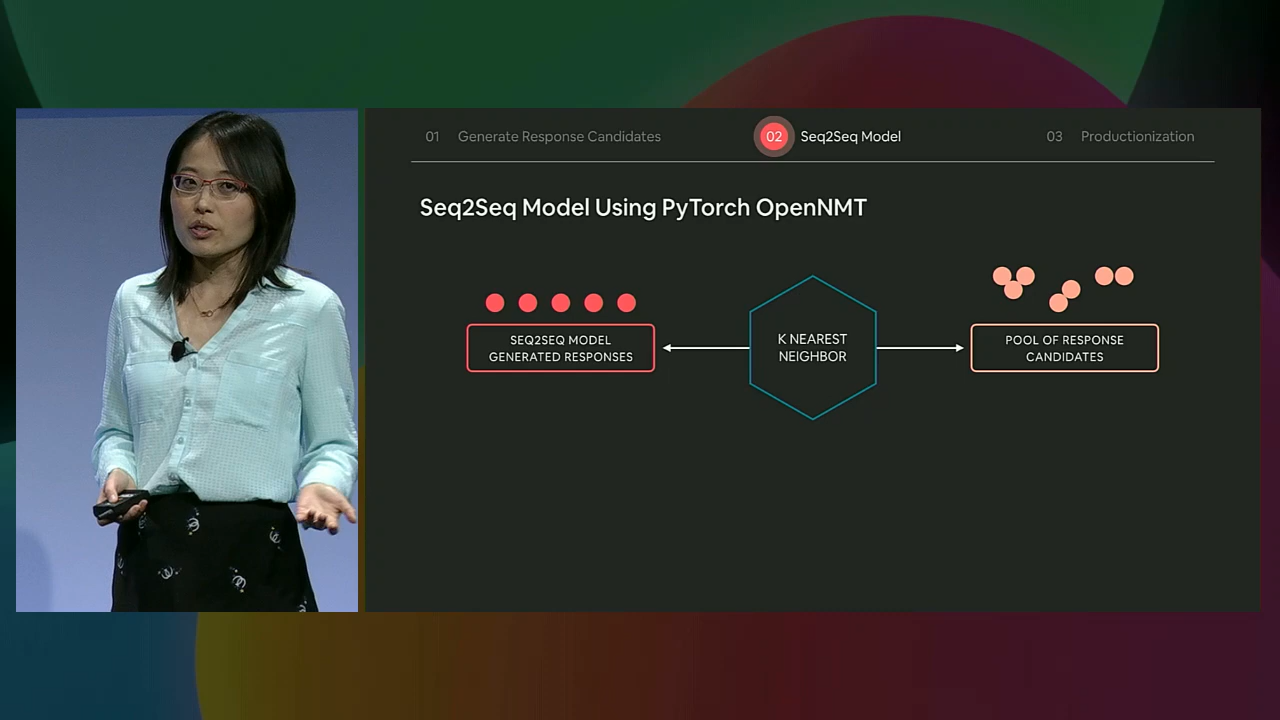 01 Generate Response Candidates 02 Seq2Seq Model 03 Productionization
Seq2Seq Model Using PyTorch OpenNMT
SEQ2SEQ MODEL
GENERATED RESPONSES
K NEAREST
NEIGHBOR
POOL OF RESPONSE
CANDIDATES